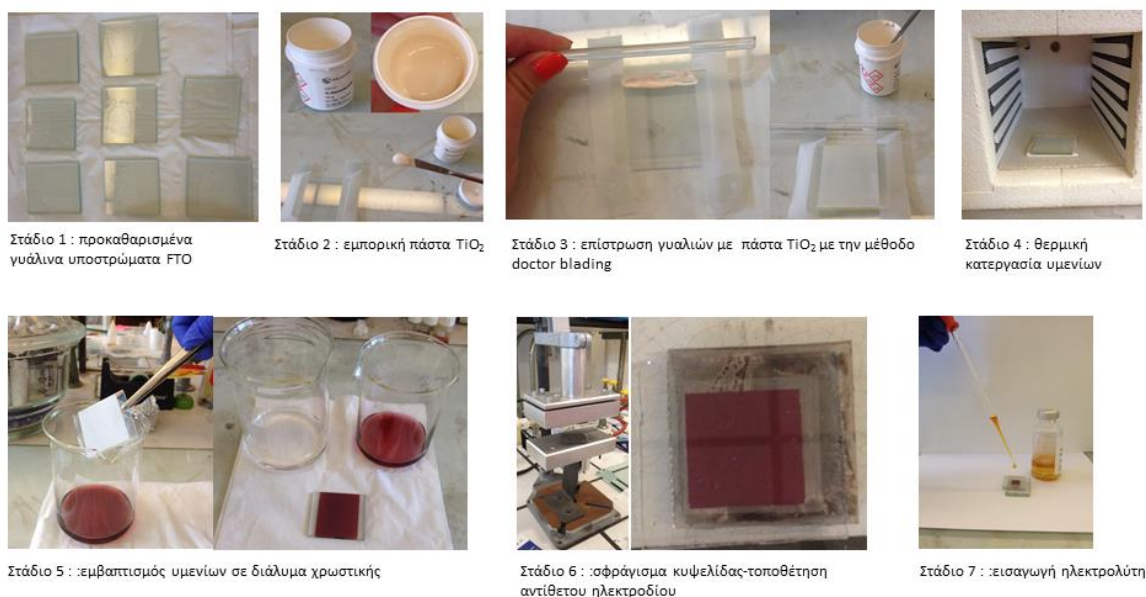 Στάδιο 1 : προκαθαρισμένα
γυάλινα υποστρώματα FTO
Στάδιο 2 : εμπορική πάστα TiO₂
Στάδιο 3 : επίστρωση γυαλιών με πάστα TiO₂ με την μέθοδο
doctor blading
Στάδιο 4 : θερμική
κατεργασία υμενίων
Στάδιο 5 : :εμβαπτισμός υμενίων σε διάλυμα χρωστικής
Στάδιο 6 : :σφράγισμα κυψελίδας-τοποθέτηση
αντίθετου ηλεκτροδίου
Στάδιο 7 : :εισαγωγή ηλεκτρολύτη